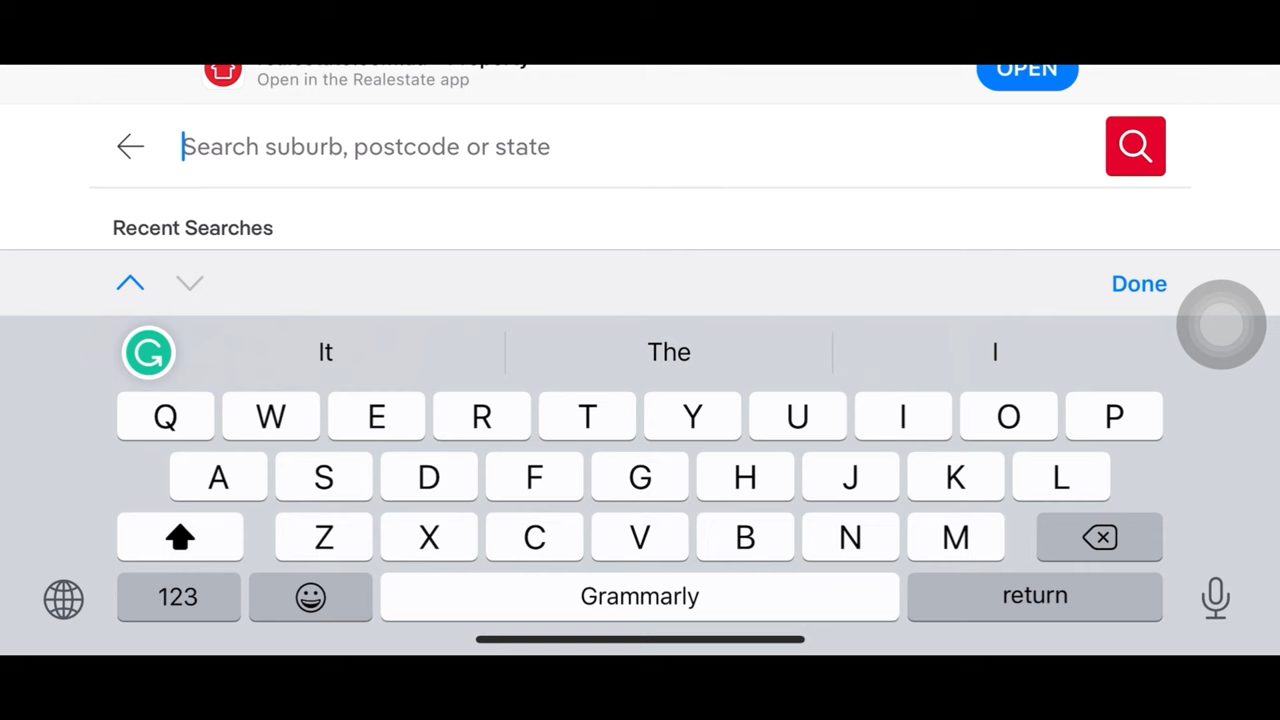 Open in the Realestate app
OPEN
Search suburb, postcode or state
Recent Searches
Done
It The I
Q W E R T Y U I O P
A S D F G H J K L
Z X C V B N M
123 Grammarly return